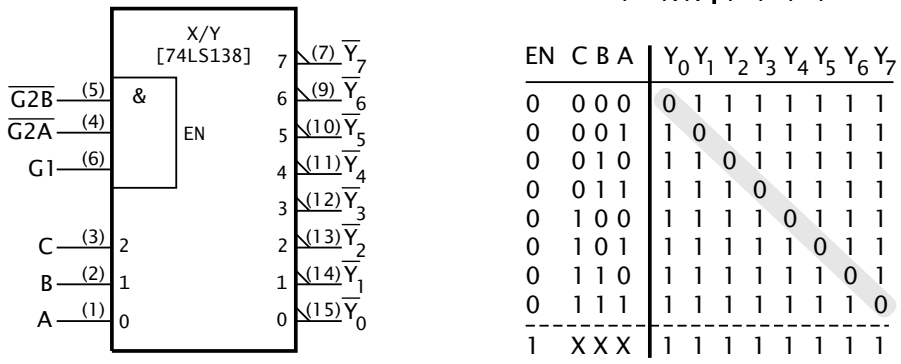 X/Y
[74LS138]
&
EN
G2B (5)
G2A (4)
G1 (6)
C (3) 2
B (2) 1
A (1) 0
7 (7) Y7
6 (9) Y6
5 (10) Y5
4 (11) Y4
3 (12) Y3
2 (13) Y2
1 (14) Y1
0 (15) Y0
EN C B A Y0 Y1 Y2 Y3 Y4 Y5 Y6 Y7
0 0 0 0 0 1 1 1 1 1 1 1
0 0 0 1 1 0 1 1 1 1 1 1
0 0 1 0 1 1 0 1 1 1 1 1
0 0 1 1 1 1 1 0 1 1 1 1
0 1 0 0 1 1 1 1 0 1 1 1
0 1 0 1 1 1 1 1 1 0 1 1
0 1 1 0 1 1 1 1 1 1 0 1
0 1 1 1 1 1 1 1 1 1 1 0
1 X X X 1 1 1 1 1 1 1 1